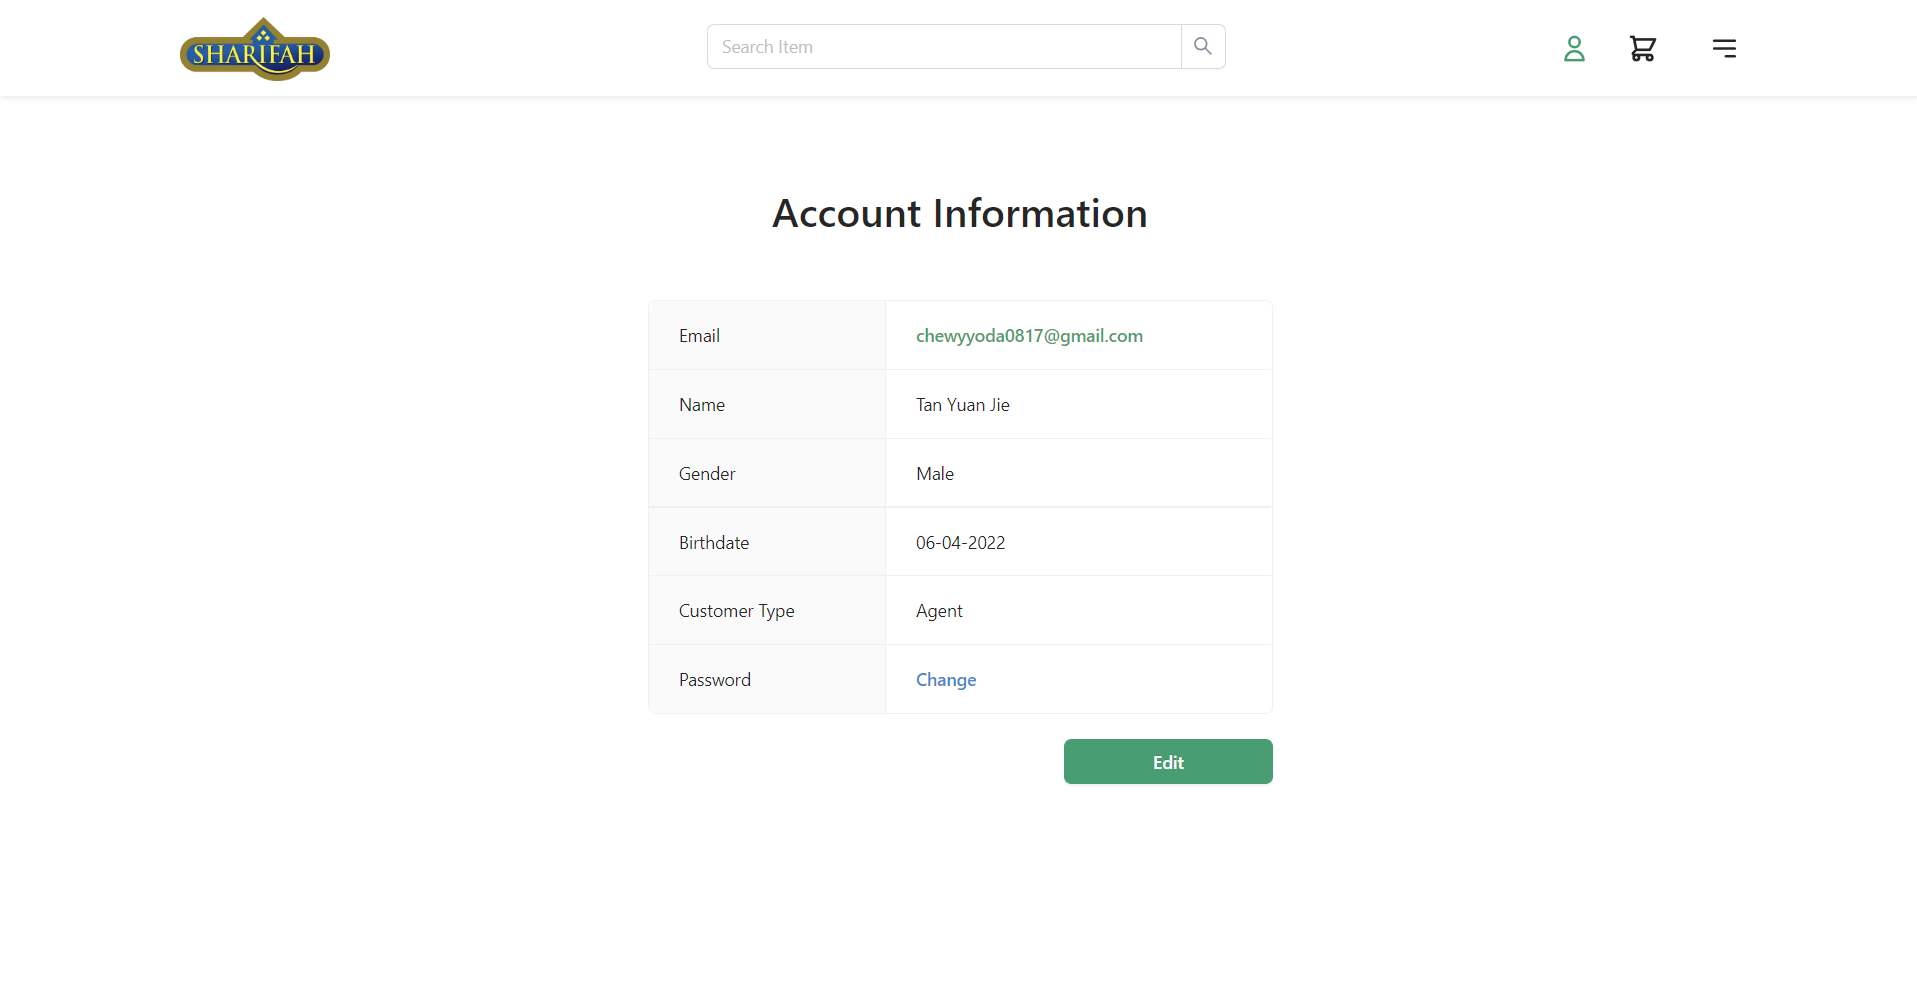 SHARIFAH
Search Item
Account Information
Email chewyyoda0817@gmail.com
Name Tan Yuan Jie
Gender Male
Birthdate 06-04-2022
Customer Type Agent
Password Change
Edit